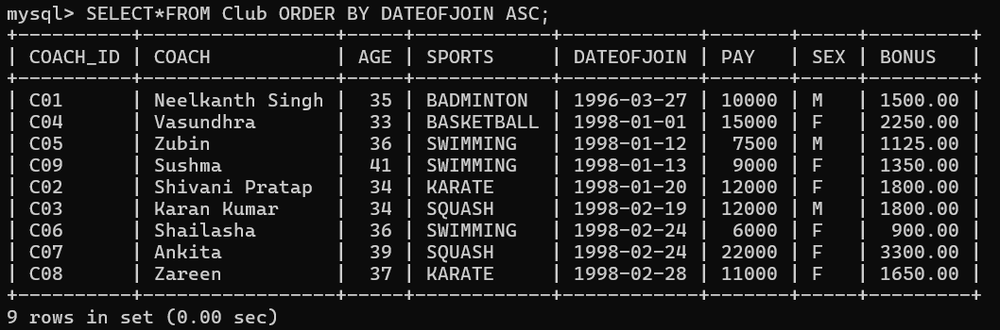 mysql> SELECT*FROM Club ORDER BY DATEOFJOIN ASC;
+----------+-----------------+-----+------------+------------+-------+-----+---------+
| COACH_ID | COACH           | AGE | SPORTS     | DATEOFJOIN | PAY   | SEX | BONUS   |
+----------+-----------------+-----+------------+------------+-------+-----+---------+
| C01      | Neelkanth Singh |  35 | BADMINTON  | 1996-03-27 | 10000 | M   | 1500.00 |
| C04      | Vasundhra       |  33 | BASKETBALL | 1998-01-01 | 15000 | F   | 2250.00 |
| C05      | Zubin           |  36 | SWIMMING   | 1998-01-12 |  7500 | M   | 1125.00 |
| C09      | Sushma          |  41 | SWIMMING   | 1998-01-13 |  9000 | F   | 1350.00 |
| C02      | Shivani Pratap  |  34 | KARATE     | 1998-01-20 | 12000 | F   | 1800.00 |
| C03      | Karan Kumar     |  34 | SQUASH     | 1998-02-19 | 12000 | M   | 1800.00 |
| C06      | Shailasha       |  36 | SWIMMING   | 1998-02-24 |  6000 | F   |  900.00 |
| C07      | Ankita          |  39 | SQUASH     | 1998-02-24 | 22000 | F   | 3300.00 |
| C08      | Zareen          |  37 | KARATE     | 1998-02-28 | 11000 | F   | 1650.00 |
+----------+-----------------+-----+------------+------------+-------+-----+---------+
9 rows in set (0.00 sec)